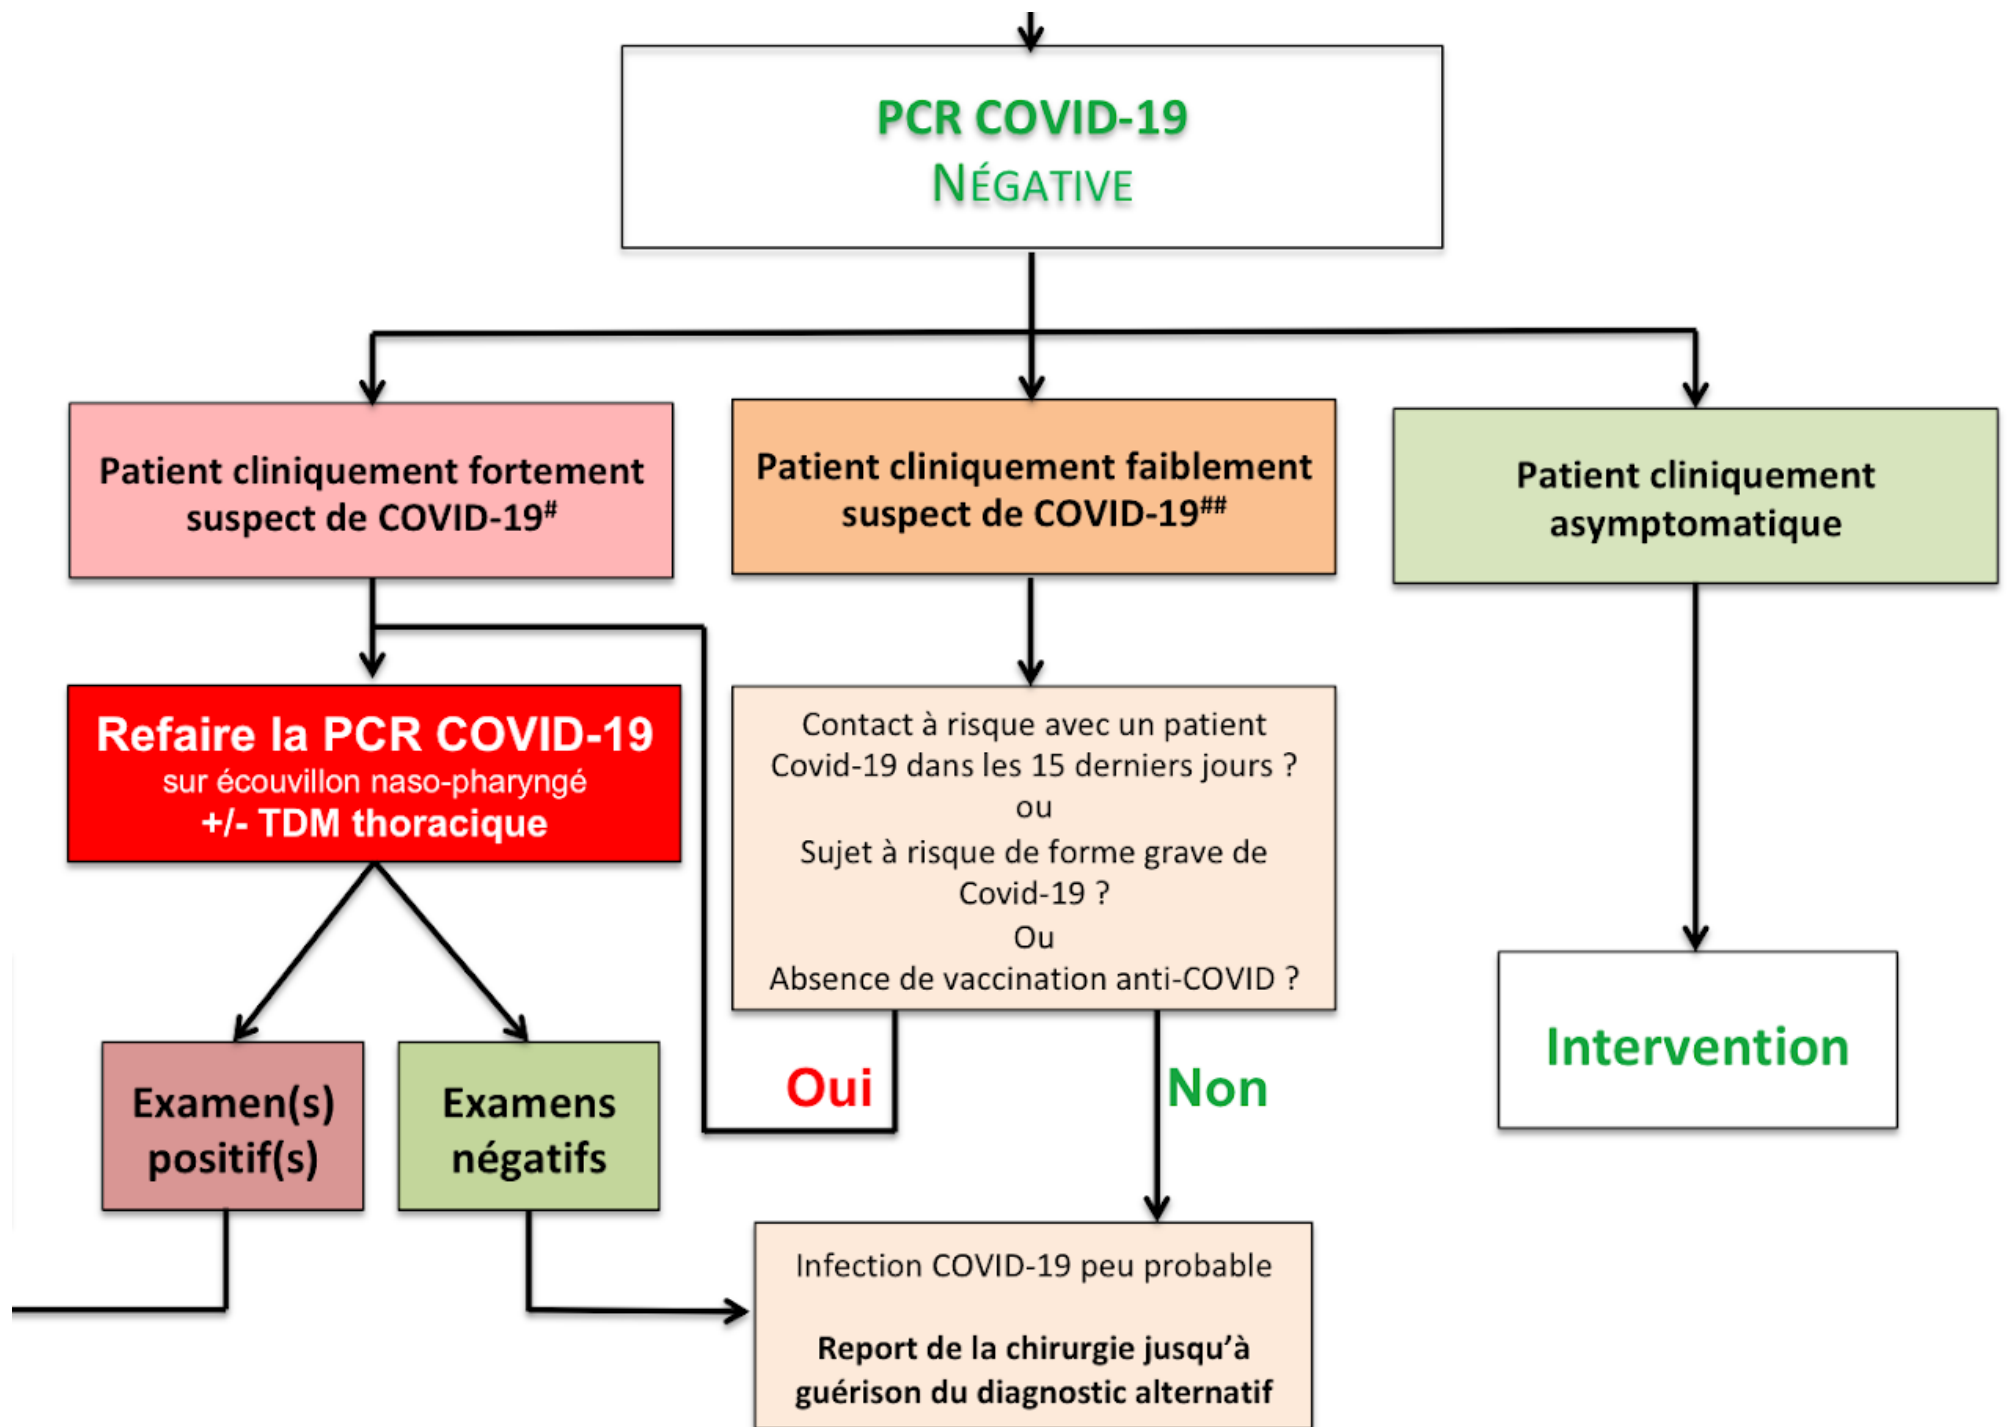 PCR COVID-19
NÉGATIVE
Patient cliniquement fortement
suspect de COVID-19#
Patient cliniquement faiblement
suspect de COVID-19##
Patient cliniquement
asymptomatique
Refaire la PCR COVID-19
sur écouvillon naso-pharyngé
+/- TDM thoracique
Contact à risque avec un patient
Covid-19 dans les 15 derniers jours ?
ou
Sujet à risque de forme grave de
Covid-19 ?
Ou
Absence de vaccination anti-COVID ?
Intervention
Oui
Non
Examen(s)
positif(s)
Examens
négatifs
Infection COVID-19 peu probable
Report de la chirurgie jusqu’à
guérison du diagnostic alternatif